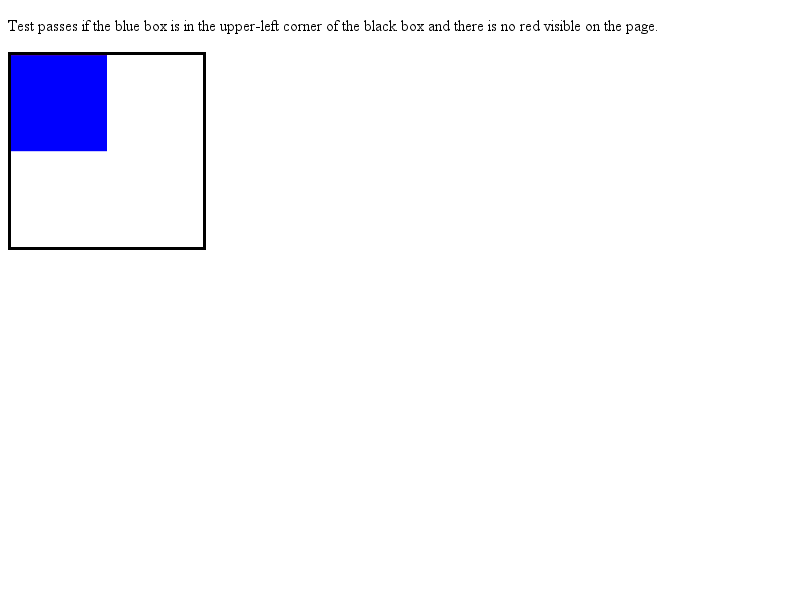 Test passes if the blue box is in the upper-left corner of the black box and there is no red visible on the page.